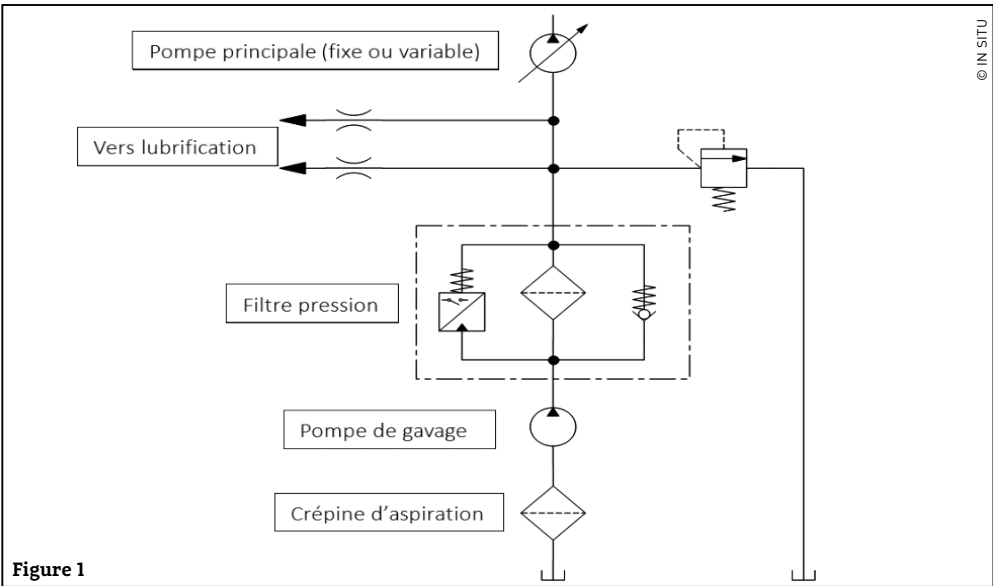 Pompe principale (fixe ou variable)
© IN SITU
Vers lubrification
Filtre pression
Pompe de gavage
Crépine d’aspiration
Figure 1